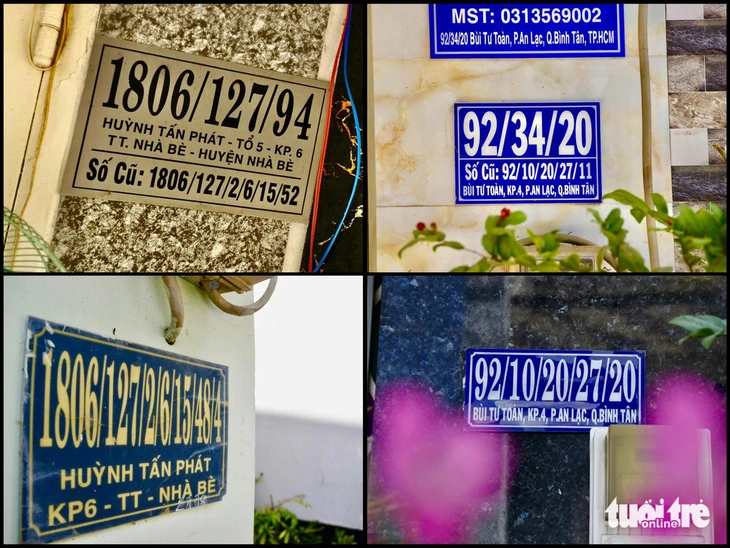 1806/127/94
HUỲNH TẤN PHÁT - TỔ 5 - KP. 6
TT. NHÀ BÈ - HUYỆN NHÀ BÈ
Số Cũ: 1806/127/2/6/15/52
MST: 0313569002
92/34/20 Bùi Tư Toàn, P.An Lạc, Q.Bình Tân, TP.HCM
92/34/20
Số Cũ: 92/10/20/27/11
BÙI TƯ TOÀN, KP.4, P.AN LẠC, Q.BÌNH TÂN
1806/127/2/6/15/48/4
HUỲNH TẤN PHÁT
KP6 - TT - NHÀ BÈ
92/10/20/27/20
BÙI TƯ TOÀN, KP.4, P.AN LẠC, Q.BÌNH TÂN
tuổi trẻ
online